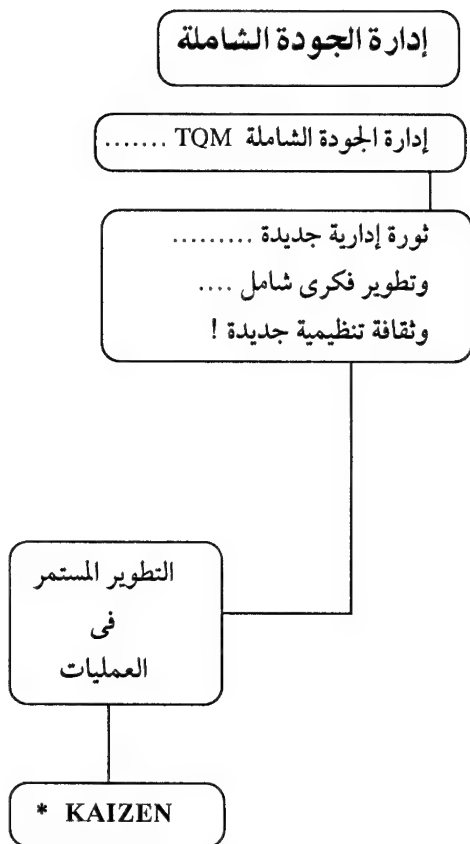 إدارة الجودة الشاملة
إدارة الجودة الشاملة TQM .......
ثورة إدارية جديدة .........
وتطوير فكرى شامل ....
وثقافة تنظيمية جديدة !
التطوير المستمر
فى
العمليات
* KAIZEN